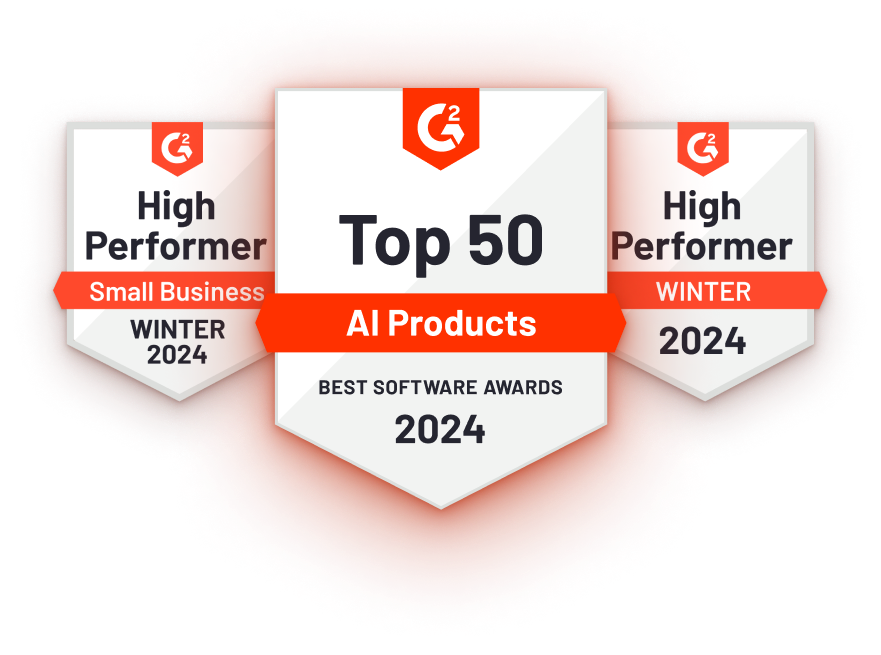 G2
High
Performer
Small Business
WINTER
2024
G2
Top 50
AI Products
BEST SOFTWARE AWARDS
2024
G2
High
Performer
WINTER
2024